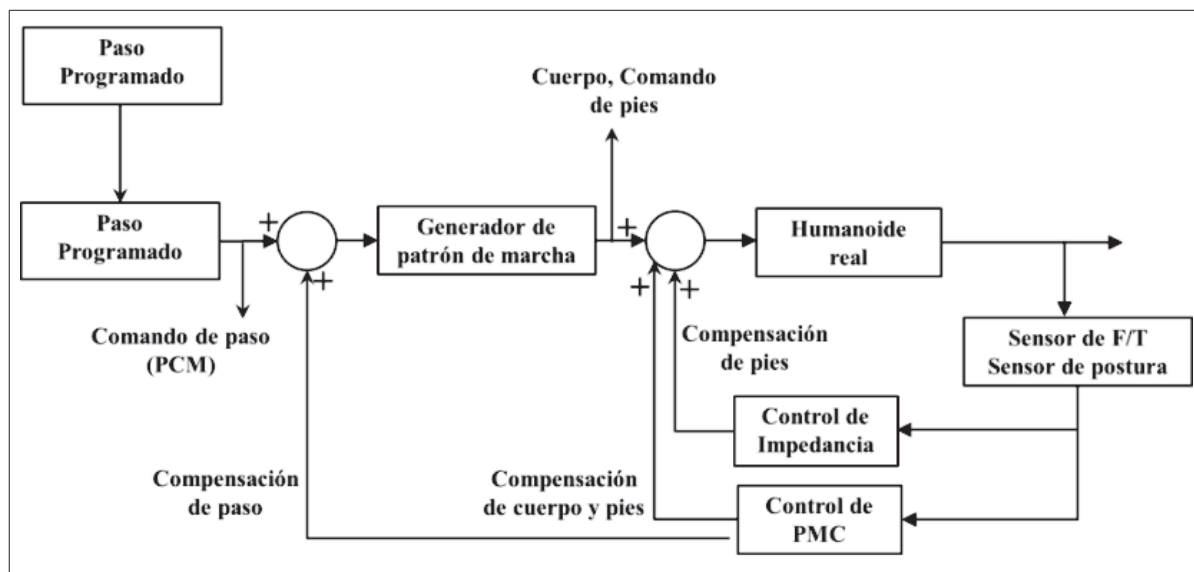 Paso
Programado
Cuerpo, Comando
de pies
Paso
Programado
+
+
Generador de
patrón de marcha
+
+
+
Humanoide
real
Comando de paso
(PCM)
Compensación
de pies
Sensor de F/T
Sensor de postura
Control de
Impedancia
Compensación
de paso
Compensación
de cuerpo y pies
Control de
PMC